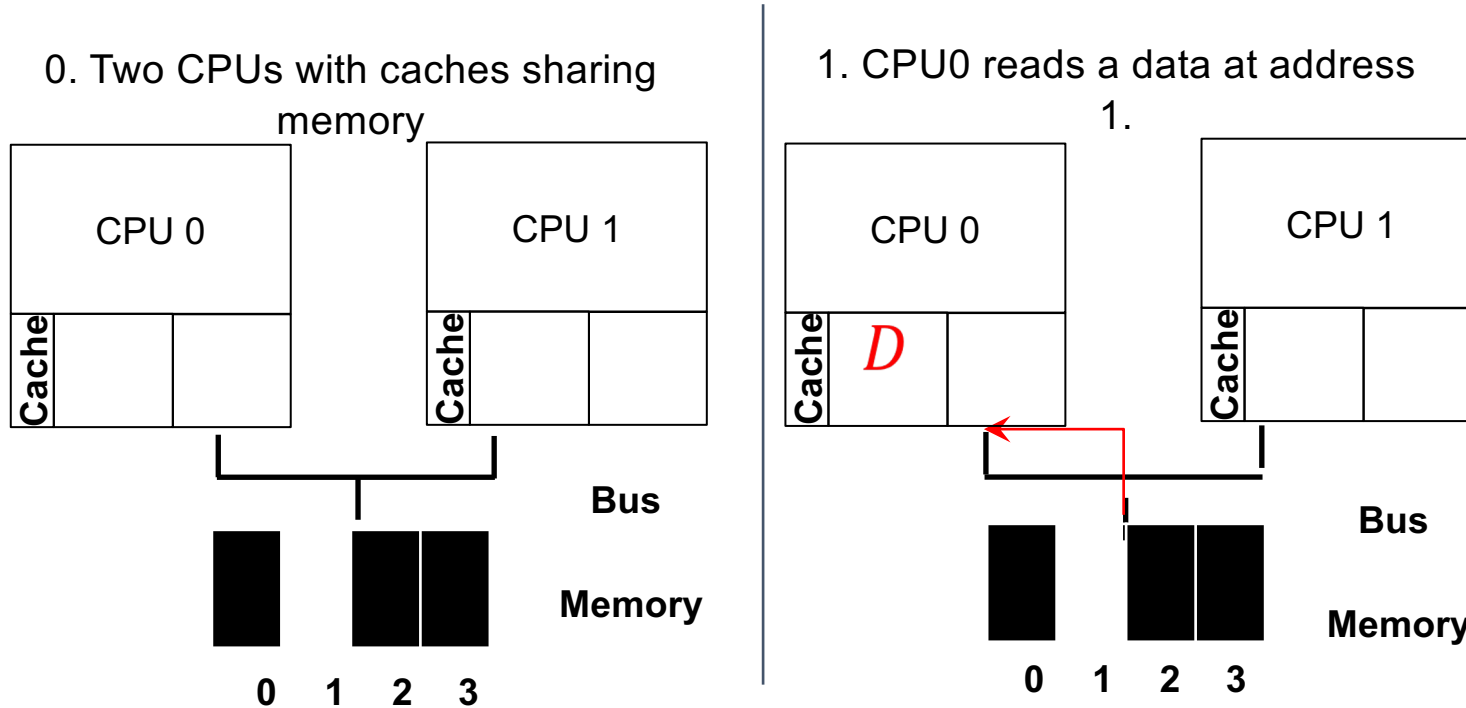 0. Two CPUs with caches sharing
memory
CPU 0
CPU 1
Cache
Cache
Bus
Memory
0 1 2 3
1. CPU0 reads a data at address
1.
CPU 0
CPU 1
Cache
D
Cache
Bus
Memory
0 1 2 3